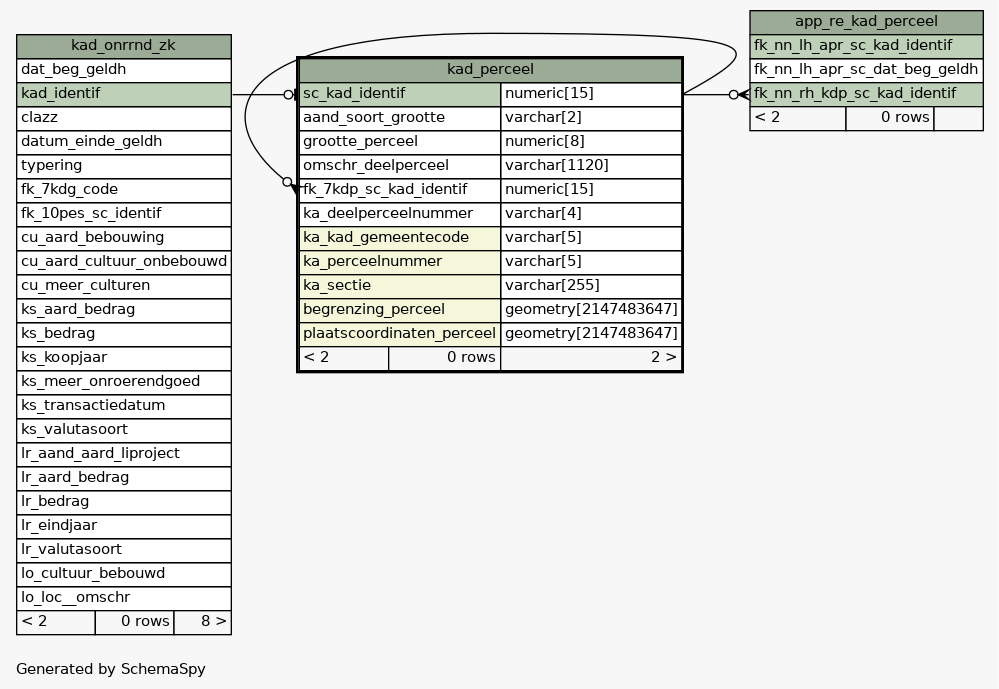 kad_onrrnd_zk
dat_beg_geldh
kad_identif
clazz
datum_einde_geldh
typering
fk_7kdg_code
fk_10pes_sc_identif
cu_aard_bebouwing
cu_aard_cultuur_onbebouwd
cu_meer_culturen
ks_aard_bedrag
ks_bedrag
ks_koopjaar
ks_meer_onroerendgoed
ks_transactiedatum
ks_valutasoort
lr_aand_aard_liproject
lr_aard_bedrag
lr_bedrag
lr_eindjaar
lr_valutasoort
lo_cultuur_bebouwd
lo_loc__omschr
< 2 0 rows 8 >
kad_perceel
sc_kad_identif numeric[15]
aand_soort_grootte varchar[2]
grootte_perceel numeric[8]
omschr_deelperceel varchar[1120]
fk_7kdp_sc_kad_identif numeric[15]
ka_deelperceelnummer varchar[4]
ka_kad_gemeentecode varchar[5]
ka_perceelnummer varchar[5]
ka_sectie varchar[255]
begrenzing_perceel geometry[2147483647]
plaatscoordinaten_perceel geometry[2147483647]
< 2 0 rows 2 >
app_re_kad_perceel
fk_nn_lh_apr_sc_kad_identif
fk_nn_lh_apr_sc_dat_beg_geldh
fk_nn_rh_kdp_sc_kad_identif
< 2 0 rows
Generated by SchemaSpy